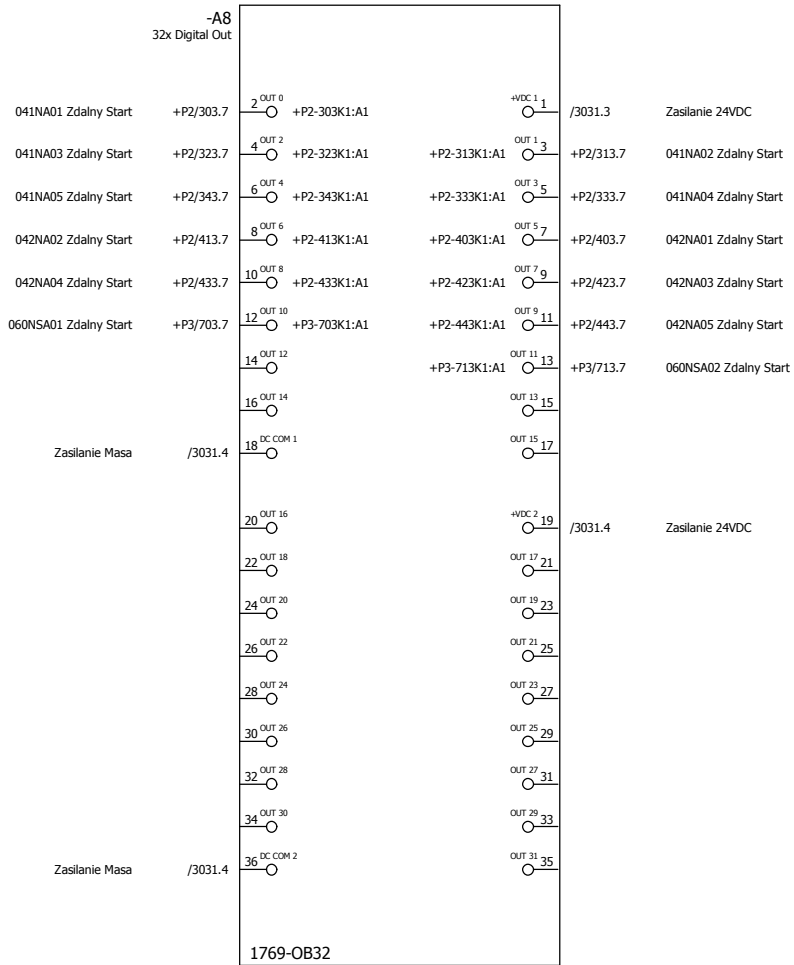 -A8
32x Digital Out
041NA01 Zdalny Start +P2/303.7 2 OUT 0 +P2-303K1:A1 +VDC 1 1 /3031.3 Zasilanie 24VDC
041NA03 Zdalny Start +P2/323.7 4 OUT 2 +P2-323K1:A1 +P2-313K1:A1 OUT 1 3 +P2/313.7 041NA02 Zdalny Start
041NA05 Zdalny Start +P2/343.7 6 OUT 4 +P2-343K1:A1 +P2-333K1:A1 OUT 3 5 +P2/333.7 041NA04 Zdalny Start
042NA02 Zdalny Start +P2/413.7 8 OUT 6 +P2-413K1:A1 +P2-403K1:A1 OUT 5 7 +P2/403.7 042NA01 Zdalny Start
042NA04 Zdalny Start +P2/433.7 10 OUT 8 +P2-433K1:A1 +P2-423K1:A1 OUT 7 9 +P2/423.7 042NA03 Zdalny Start
060NSA01 Zdalny Start +P3/703.7 12 OUT 10 +P3-703K1:A1 +P2-443K1:A1 OUT 9 11 +P2/443.7 042NA05 Zdalny Start
14 OUT 12 +P3-713K1:A1 OUT 11 13 +P3/713.7 060NSA02 Zdalny Start
16 OUT 14 OUT 13 15
Zasilanie Masa /3031.4 18 DC COM 1 OUT 15 17
20 OUT 16 +VDC 2 19 /3031.4 Zasilanie 24VDC
22 OUT 18 OUT 17 21
24 OUT 20 OUT 19 23
26 OUT 22 OUT 21 25
28 OUT 24 OUT 23 27
30 OUT 26 OUT 25 29
32 OUT 28 OUT 27 31
34 OUT 30 OUT 29 33
Zasilanie Masa /3031.4 36 DC COM 2 OUT 31 35
1769-OB32